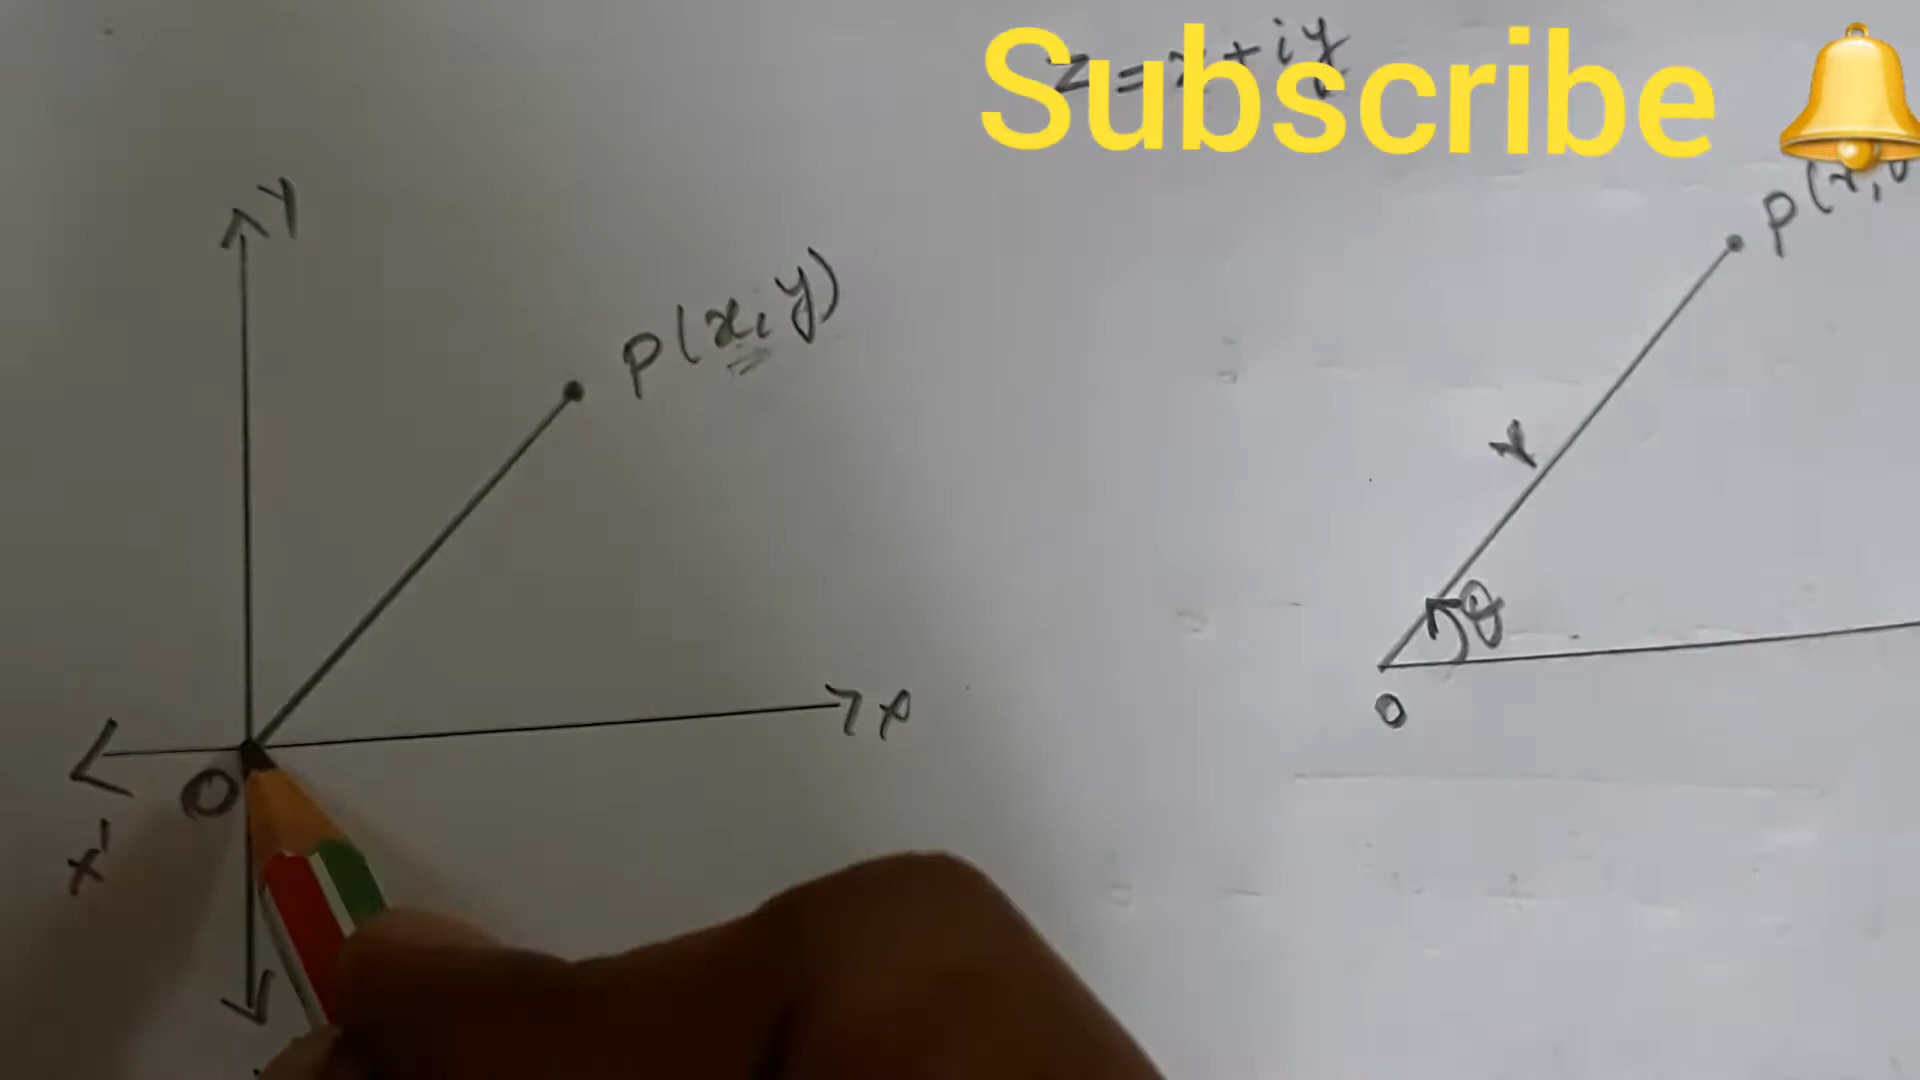 Subscribe 🔔
z = x + iy
Y
P(x, y)
X
O
X'
P(r, θ
r
θ
O